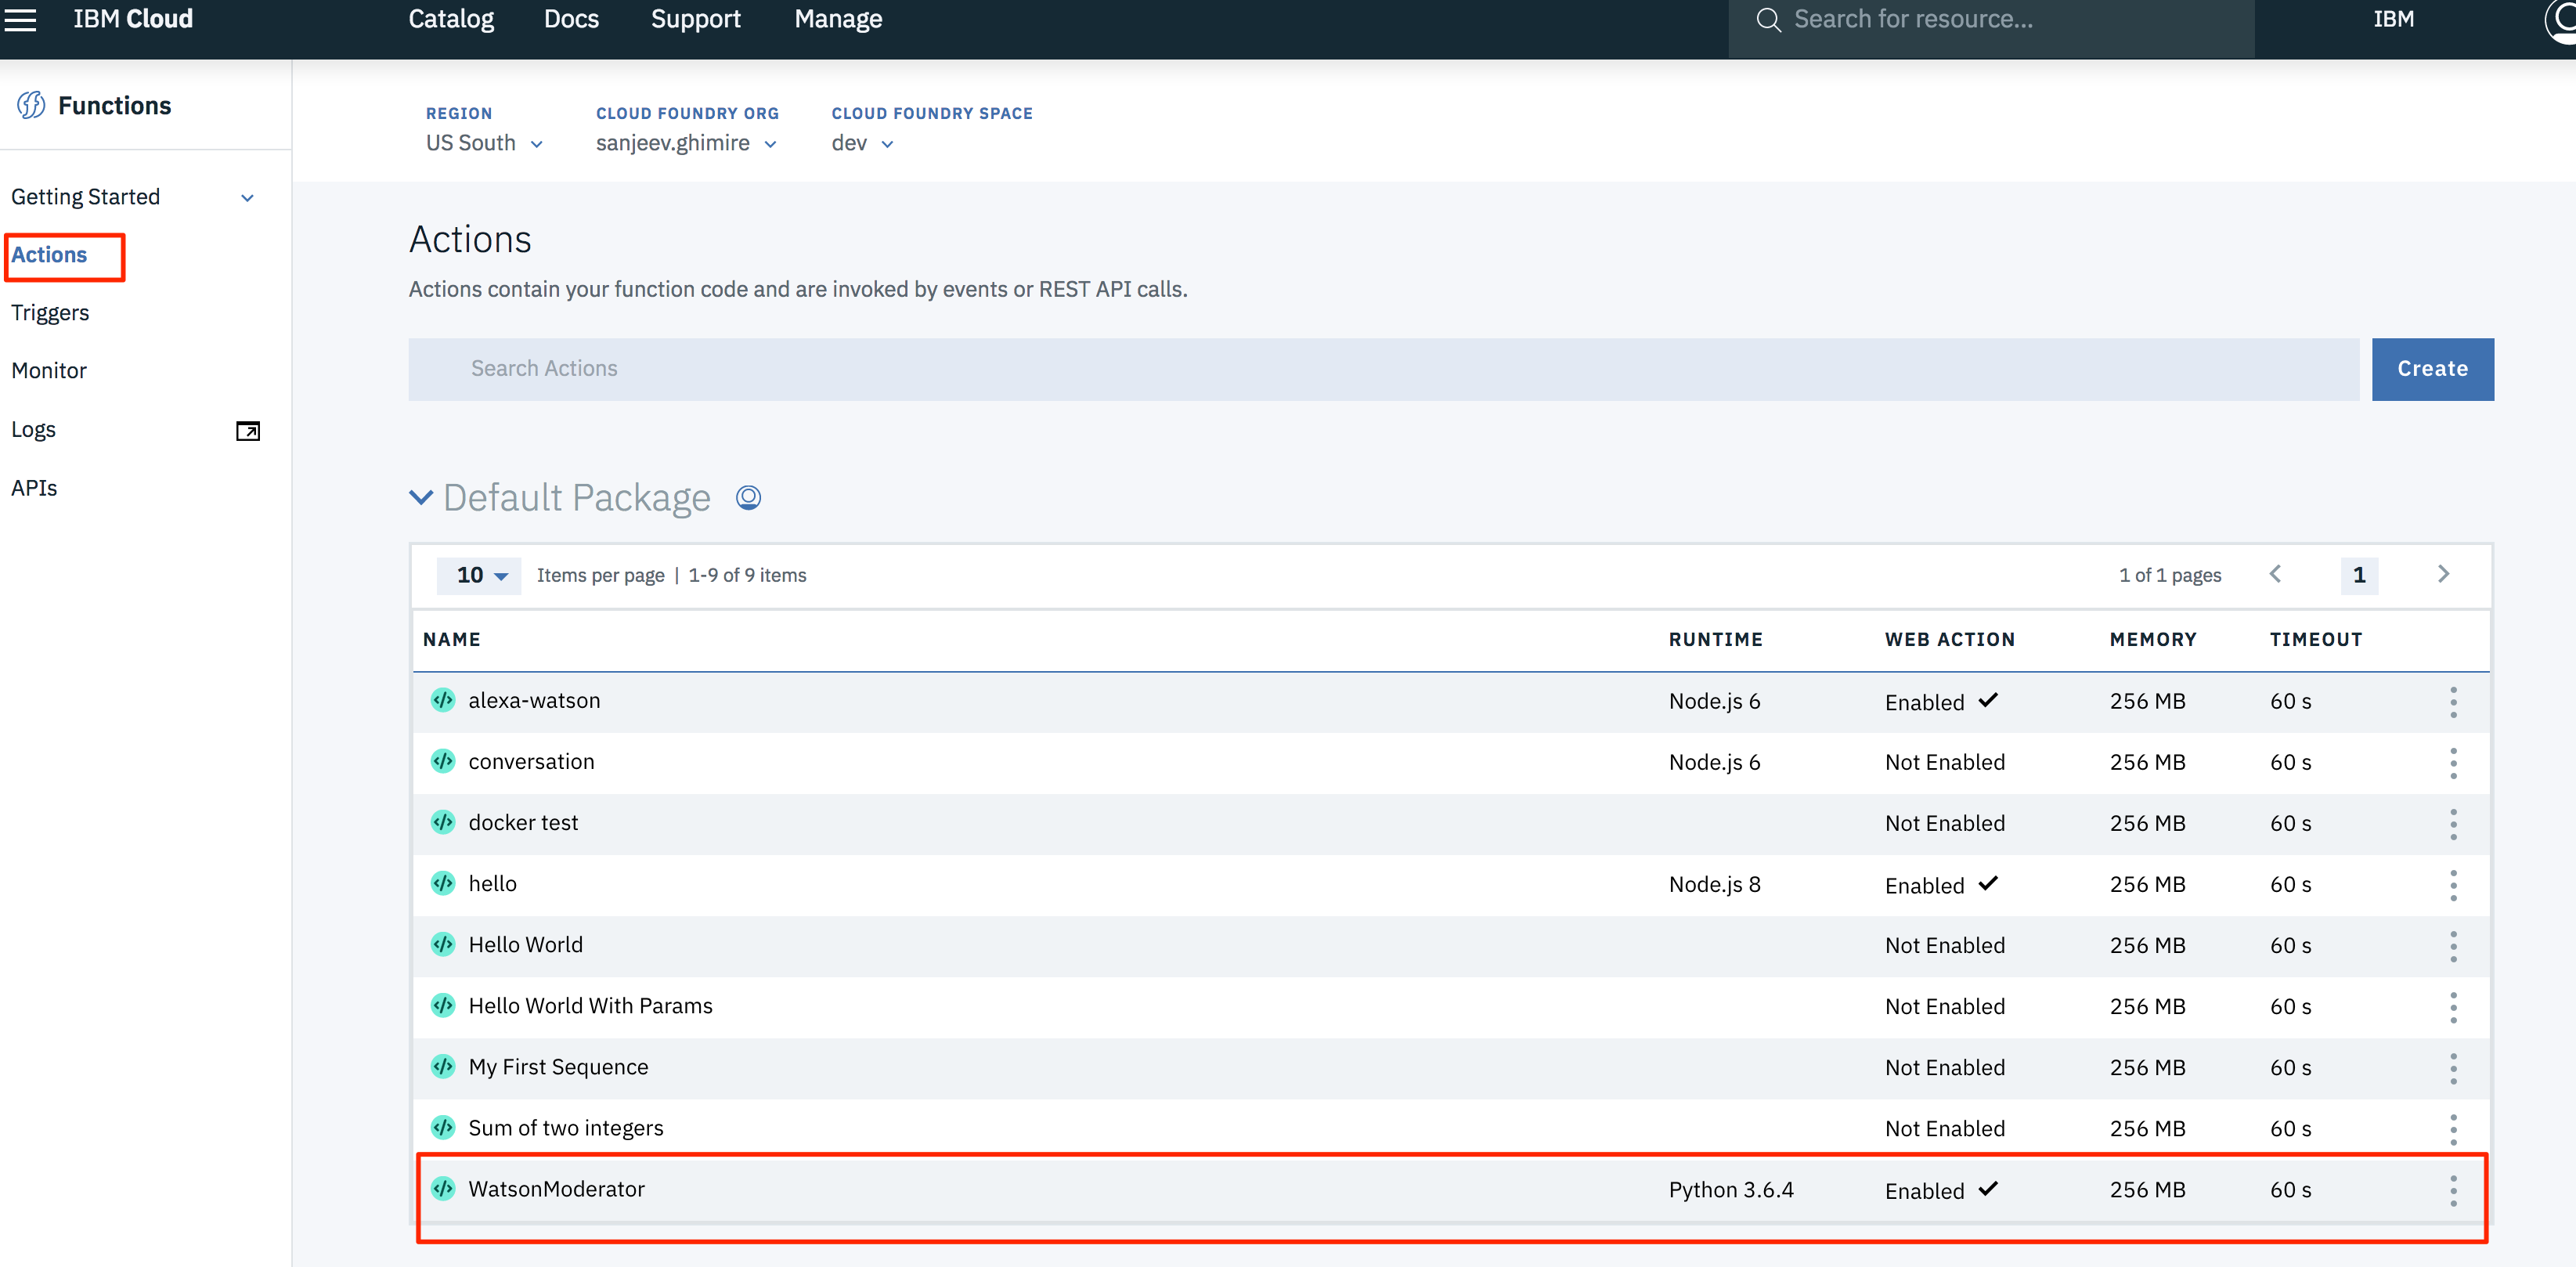 IBM Cloud Catalog Docs Support Manage Search for resource... IBM
Functions
Getting Started
Actions
Triggers
Monitor
Logs
APIs
REGION CLOUD FOUNDRY ORG CLOUD FOUNDRY SPACE
US South sanjeev.ghimire dev
Actions
Actions contain your function code and are invoked by events or REST API calls.
Search Actions Create
Default Package
10 Items per page | 1-9 of 9 items 1 of 1 pages 1
NAME RUNTIME WEB ACTION MEMORY TIMEOUT
alexa-watson Node.js 6 Enabled 256 MB 60 s
conversation Node.js 6 Not Enabled 256 MB 60 s
docker test Not Enabled 256 MB 60 s
hello Node.js 8 Enabled 256 MB 60 s
Hello World Not Enabled 256 MB 60 s
Hello World With Params Not Enabled 256 MB 60 s
My First Sequence Not Enabled 256 MB 60 s
Sum of two integers Not Enabled 256 MB 60 s
WatsonModerator Python 3.6.4 Enabled 256 MB 60 s